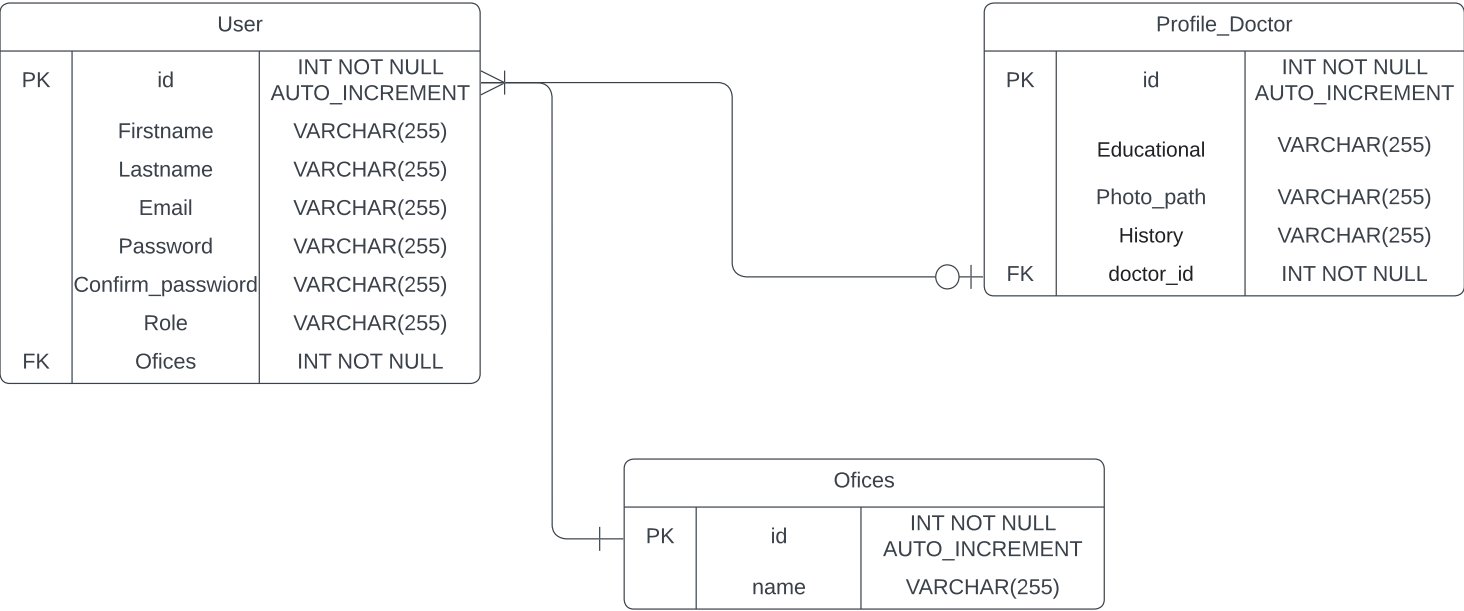 User
PK id INT NOT NULL
AUTO_INCREMENT
Firstname VARCHAR(255)
Lastname VARCHAR(255)
Email VARCHAR(255)
Password VARCHAR(255)
Confirm_passwiord VARCHAR(255)
Role VARCHAR(255)
FK Ofices INT NOT NULL
Profile_Doctor
PK id INT NOT NULL
AUTO_INCREMENT
Educational VARCHAR(255)
Photo_path VARCHAR(255)
History VARCHAR(255)
FK doctor_id INT NOT NULL
Ofices
PK id INT NOT NULL
AUTO_INCREMENT
name VARCHAR(255)